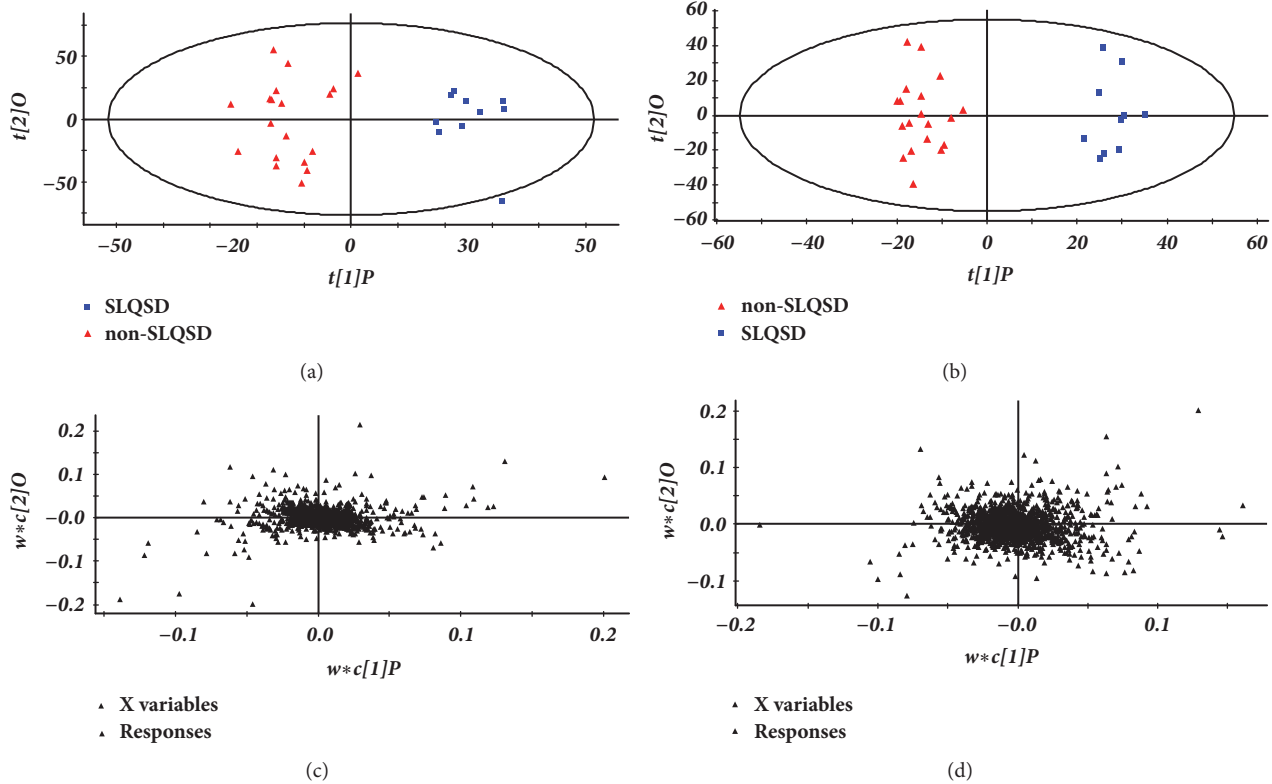 50
0
−50
t[2]O
−50
−20
0
30
50
t[1]P
SLQSD
non-SLQSD
(a)
60
40
20
0
−20
−40
−60
t[2]O
−60
−40
−20
0
20
40
60
t[1]P
non-SLQSD
SLQSD
(b)
0.2
0.1
−0.0
−0.1
−0.2
w∗c[2]O
−0.1
0.0
0.1
0.2
w∗c[1]P
X variables
Responses
(c)
0.2
0.1
0.0
−0.1
w∗c[2]O
−0.2
−0.1
−0.0
0.1
w∗c[1]P
X variables
Responses
(d)